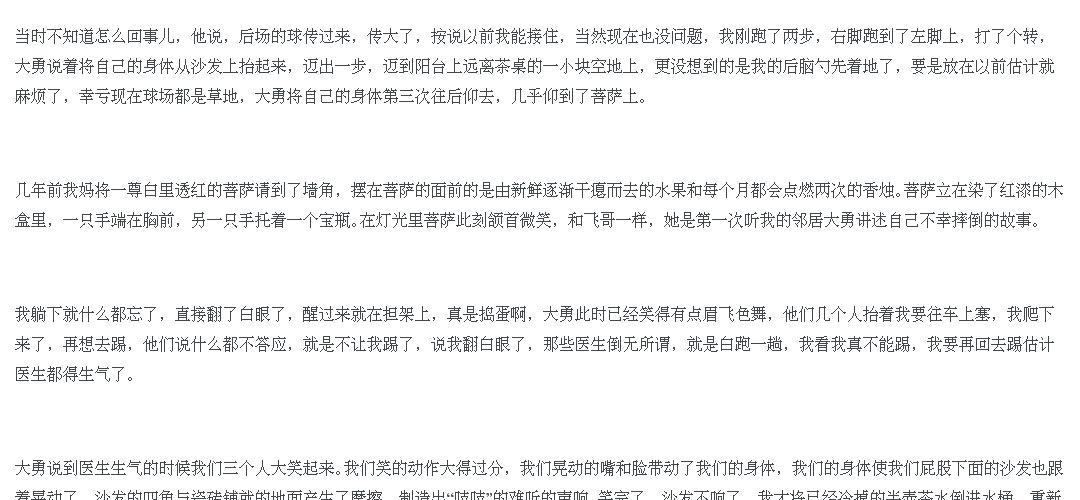 当时不知道怎么回事儿，他说，后场的球传过来，传大了，按说以前我能接住，当然现在也没问题，我刚跑了两步，右脚跑到了左脚上，打了个转，
大勇说着将自己的身体从沙发上抬起来，迈出一步，迈到阳台上远离茶桌的一小块空地上，更没想到的是我的后脑勺先着地了，要是放在以前估计就
麻烦了，幸亏现在球场都是草地，大勇将自己的身体第三次往后仰去，几乎仰到了菩萨上。
几年前我妈将一尊白里透红的菩萨请到了墙角，摆在菩萨的面前的是由新鲜逐渐干瘪而去的水果和每个月都会点燃两次的香烛。菩萨立在染了红漆的木
盒里，一只手端在胸前，另一只手托着一个宝瓶。在灯光里菩萨此刻颔首微笑，和飞哥一样，她是第一次听我的邻居大勇讲述自己不幸摔倒的故事。
我躺下就什么都忘了，直接翻了白眼了，醒过来就在担架上，真是捣蛋啊，大勇此时已经笑得有点眉飞色舞，他们几个人抬着我要往车上塞，我爬下
来了，再想去踢，他们说什么都不答应，就是不让我踢了，说我翻白眼了，那些医生倒无所谓，就是白跑一趟，我看我真不能踢，我要再回去踢估计
医生都得生气了。
大勇说到医生生气的时候我们三个人大笑起来。我们笑的动作大得过分，我们晃动的嘴和脸带动了我们的身体，我们的身体使我们屁股下面的沙发也跟
着晃动了，沙发的四角与瓷砖铺就的地面产生了摩擦，制造出“吱吱”的难听的声响。笑完了，沙发不响了，我才将已经冷掉的半壶茶水倒进水桶，重新